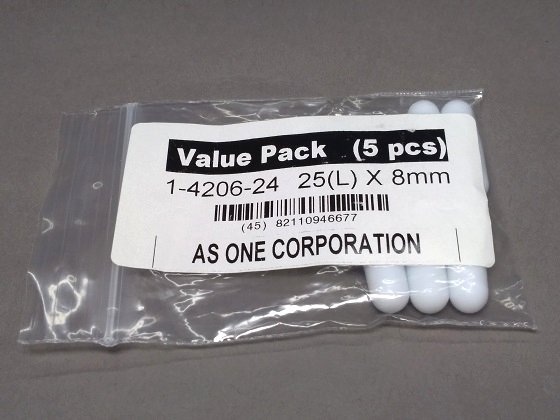 Value Pack (5 pcs)
1-4206-24 25(L) X 8mm
(45) 82110946677
AS ONE CORPORATION